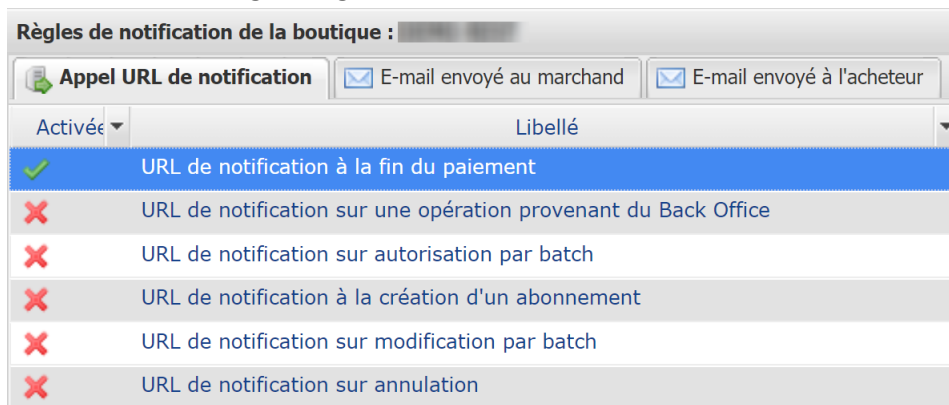 Règles de notification de la boutique :
Appel URL de notification
E-mail envoyé au marchand
E-mail envoyé à l'acheteur
Activée
Libellé
URL de notification à la fin du paiement
URL de notification sur une opération provenant du Back Office
URL de notification sur autorisation par batch
URL de notification à la création d'un abonnement
URL de notification sur modification par batch
URL de notification sur annulation